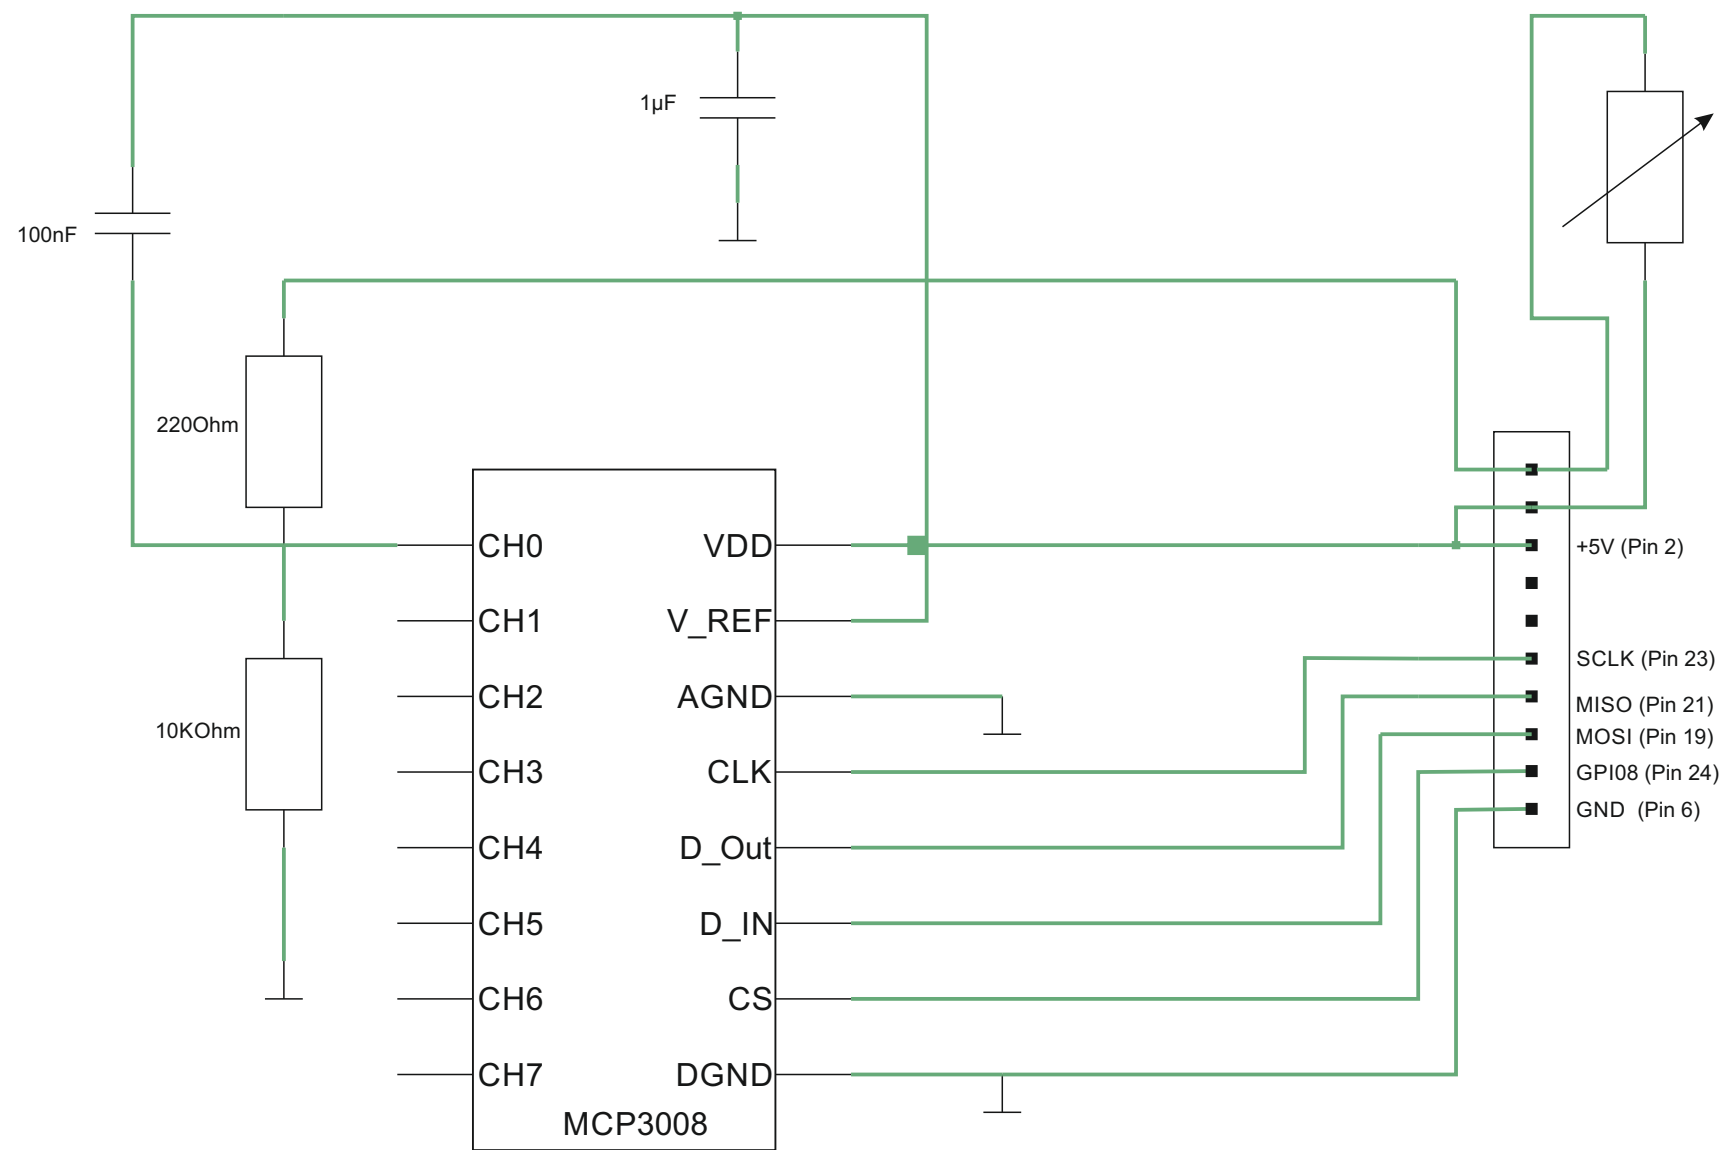 1µF
100nF
220Ohm
10KOhm
CH0 VDD
CH1 V_REF
CH2 AGND
CH3 CLK
CH4 D_Out
CH5 D_IN
CH6 CS
CH7 DGND
MCP3008
+5V (Pin 2)
SCLK (Pin 23)
MISO (Pin 21)
MOSI (Pin 19)
GPI08 (Pin 24)
GND (Pin 6)